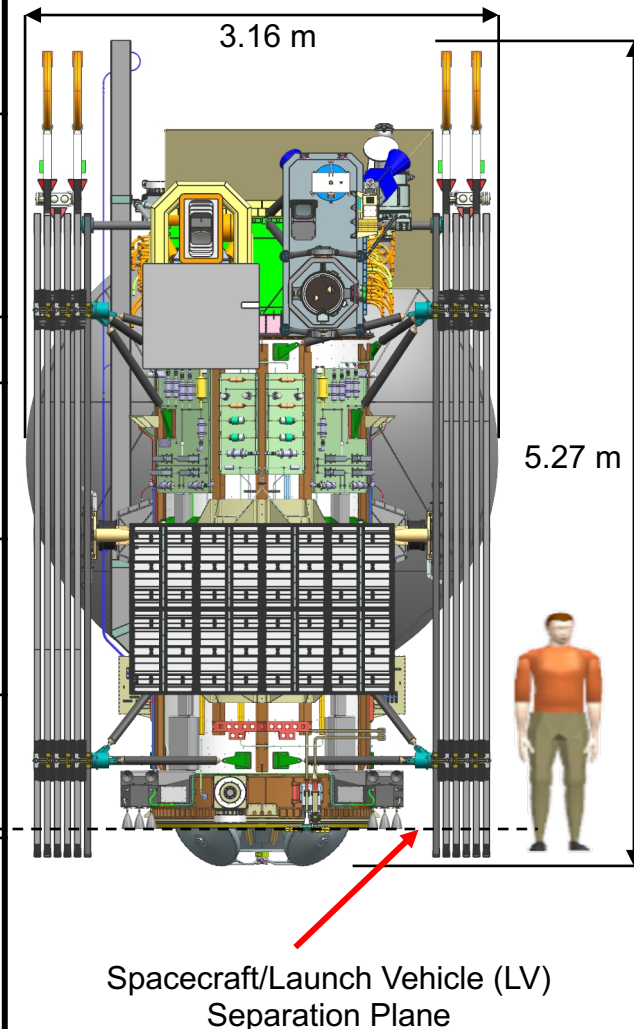 3.16 m
5.27 m
Spacecraft/Launch Vehicle (LV)
Separation Plane